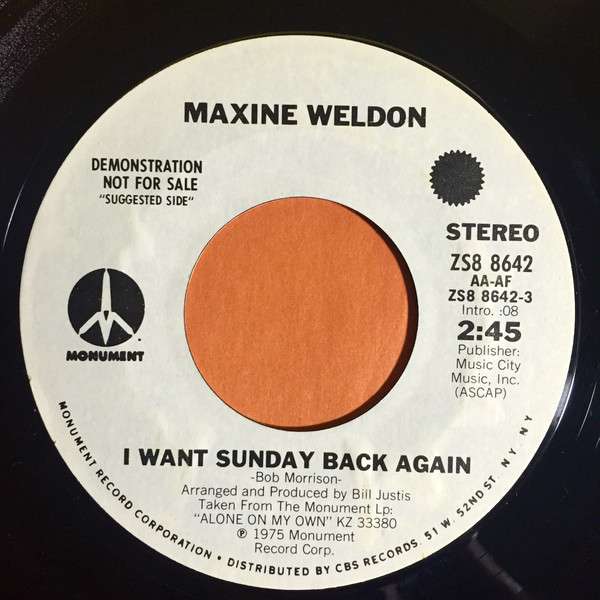 MAXINE WELDON
DEMONSTRATION
NOT FOR SALE
"SUGGESTED SIDE"
MONUMENT
STEREO
ZS8 8642
AA-AF
ZS8 8642-3
Intro. :08
2:45
Publisher:
Music City
Music, Inc.
(ASCAP)
I WANT SUNDAY BACK AGAIN
-Bob Morrison-
Arranged and Produced by Bill Justis
Taken From The Monument Lp:
"ALONE ON MY OWN" KZ 33380
℗ 1975 Monument
Record Corp.
MONUMENT RECORD CORPORATION. • DISTRIBUTED BY CBS RECORDS. 51 W. 52ND ST. NY. NY